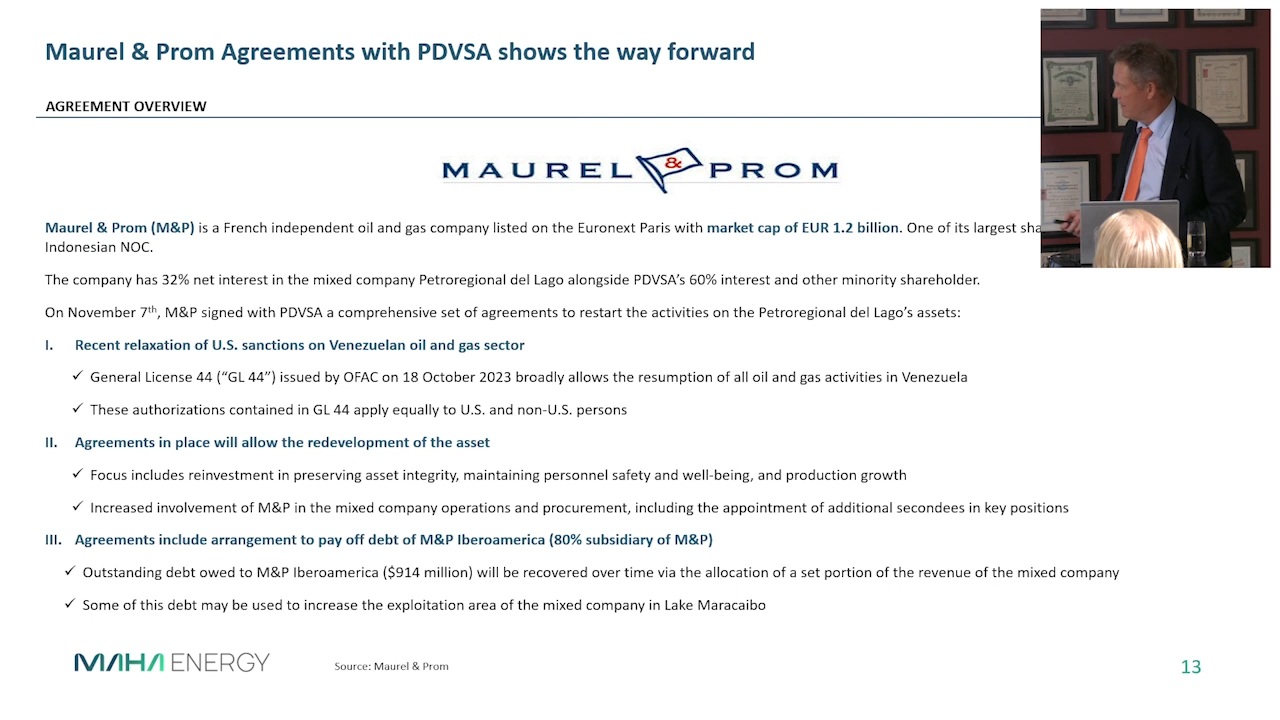 Maurel & Prom Agreements with PDVSA shows the way forward
AGREEMENT OVERVIEW
MAUREL & PROM
Maurel & Prom (M&P) is a French independent oil and gas company listed on the Euronext Paris with market cap of EUR 1.2 billion. One of its largest
Indonesian NOC.
The company has 32% net interest in the mixed company Petroregional del Lago alongside PDVSA's 60% interest and other minority shareholder.
On November 7th, M&P signed with PDVSA a comprehensive set of agreements to restart the activities on the Petroregional del Lago's assets:
I. Recent relaxation of U.S. sanctions on Venezuelan oil and gas sector
✓ General License 44 (“GL 44”) issued by OFAC on 18 October 2023 broadly allows the resumption of all oil and gas activities in Venezuela
✓ These authorizations contained in GL 44 apply equally to U.S. and non-U.S. persons
II. Agreements in place will allow the redevelopment of the asset
✓ Focus includes reinvestment in preserving asset integrity, maintaining personnel safety and well-being, and production growth
✓ Increased involvement of M&P in the mixed company operations and procurement, including the appointment of additional secondees in key positions
III. Agreements include arrangement to pay off debt of M&P Iberoamerica (80% subsidiary of M&P)
✓ Outstanding debt owed to M&P Iberoamerica ($914 million) will be recovered over time via the allocation of a set portion of the revenue of the mixed company
✓ Some of this debt may be used to increase the exploitation area of the mixed company in Lake Maracaibo
MAHA ENERGY
Source: Maurel & Prom
13